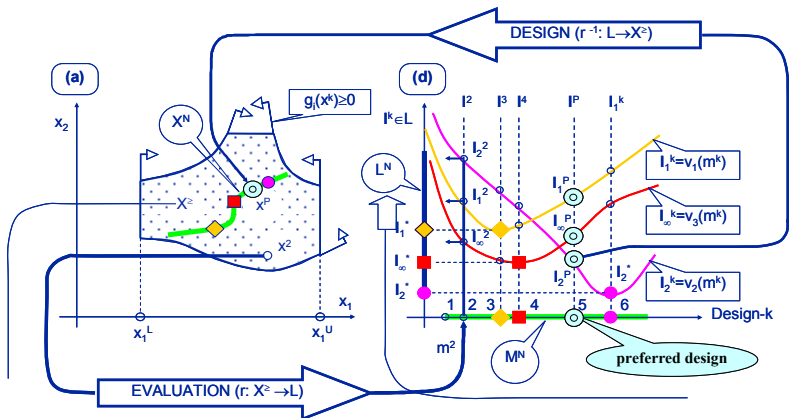 DESIGN (r⁻¹: L→X≥)
(a)
(d)
gᵢ(xᵏ)≥0
x₂
Xᴺ
xᴾ
X≥
x²
x₁
x₁ᴸ
x₁ᵁ
EVALUATION (r: X≥ →L)
lᵏ∈L
l²
l³
l⁴
lᴾ
l₁ᵏ
Lᴺ
l₂²
l₁²
l∞²
l₁ᴾ
l∞ᴾ
l₂ᴾ
l₁*
l∞*
l₂*
l₂*
l₁ᵏ=v₁(mᵏ)
l∞ᵏ=v₃(mᵏ)
l₂ᵏ=v₂(mᵏ)
1 2 3 4 5 6
Design-k
m²
Mᴺ
preferred design